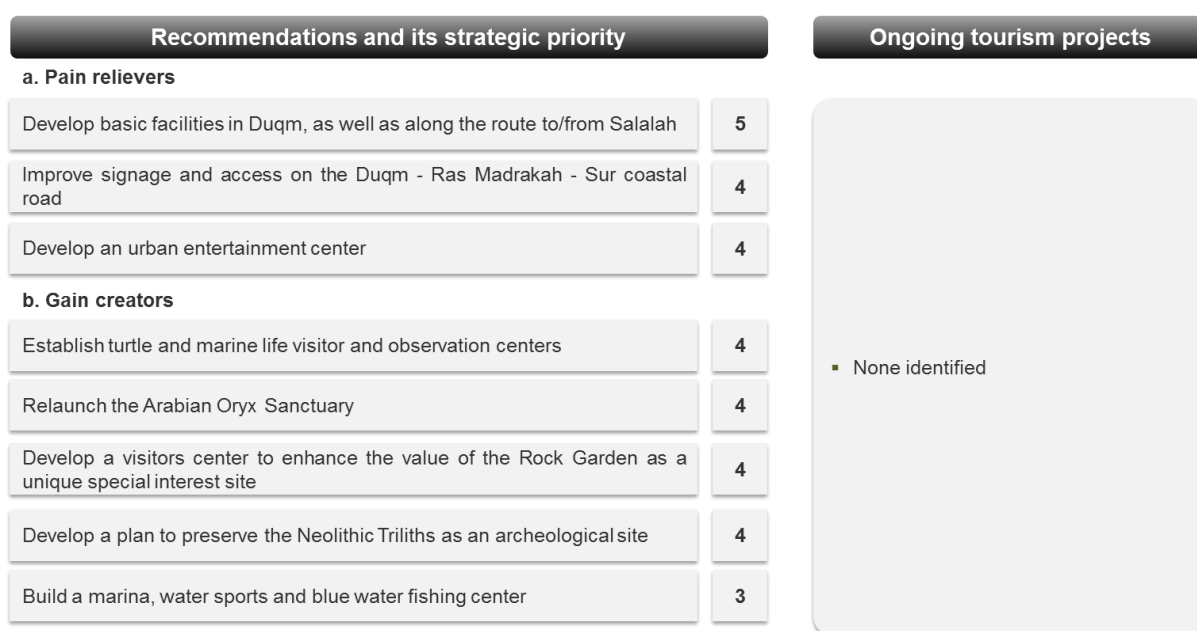 Recommendations and its strategic priority
Ongoing tourism projects
a. Pain relievers
Develop basic facilities in Duqm, as well as along the route to/from Salalah
5
Improve signage and access on the Duqm - Ras Madrakah - Sur coastal
road
4
Develop an urban entertainment center
4
b. Gain creators
Establish turtle and marine life visitor and observation centers
4
Relaunch the Arabian Oryx Sanctuary
4
Develop a visitors center to enhance the value of the Rock Garden as a
unique special interest site
4
Develop a plan to preserve the Neolithic Triliths as an archeological site
4
Build a marina, water sports and blue water fishing center
3
▪ None identified